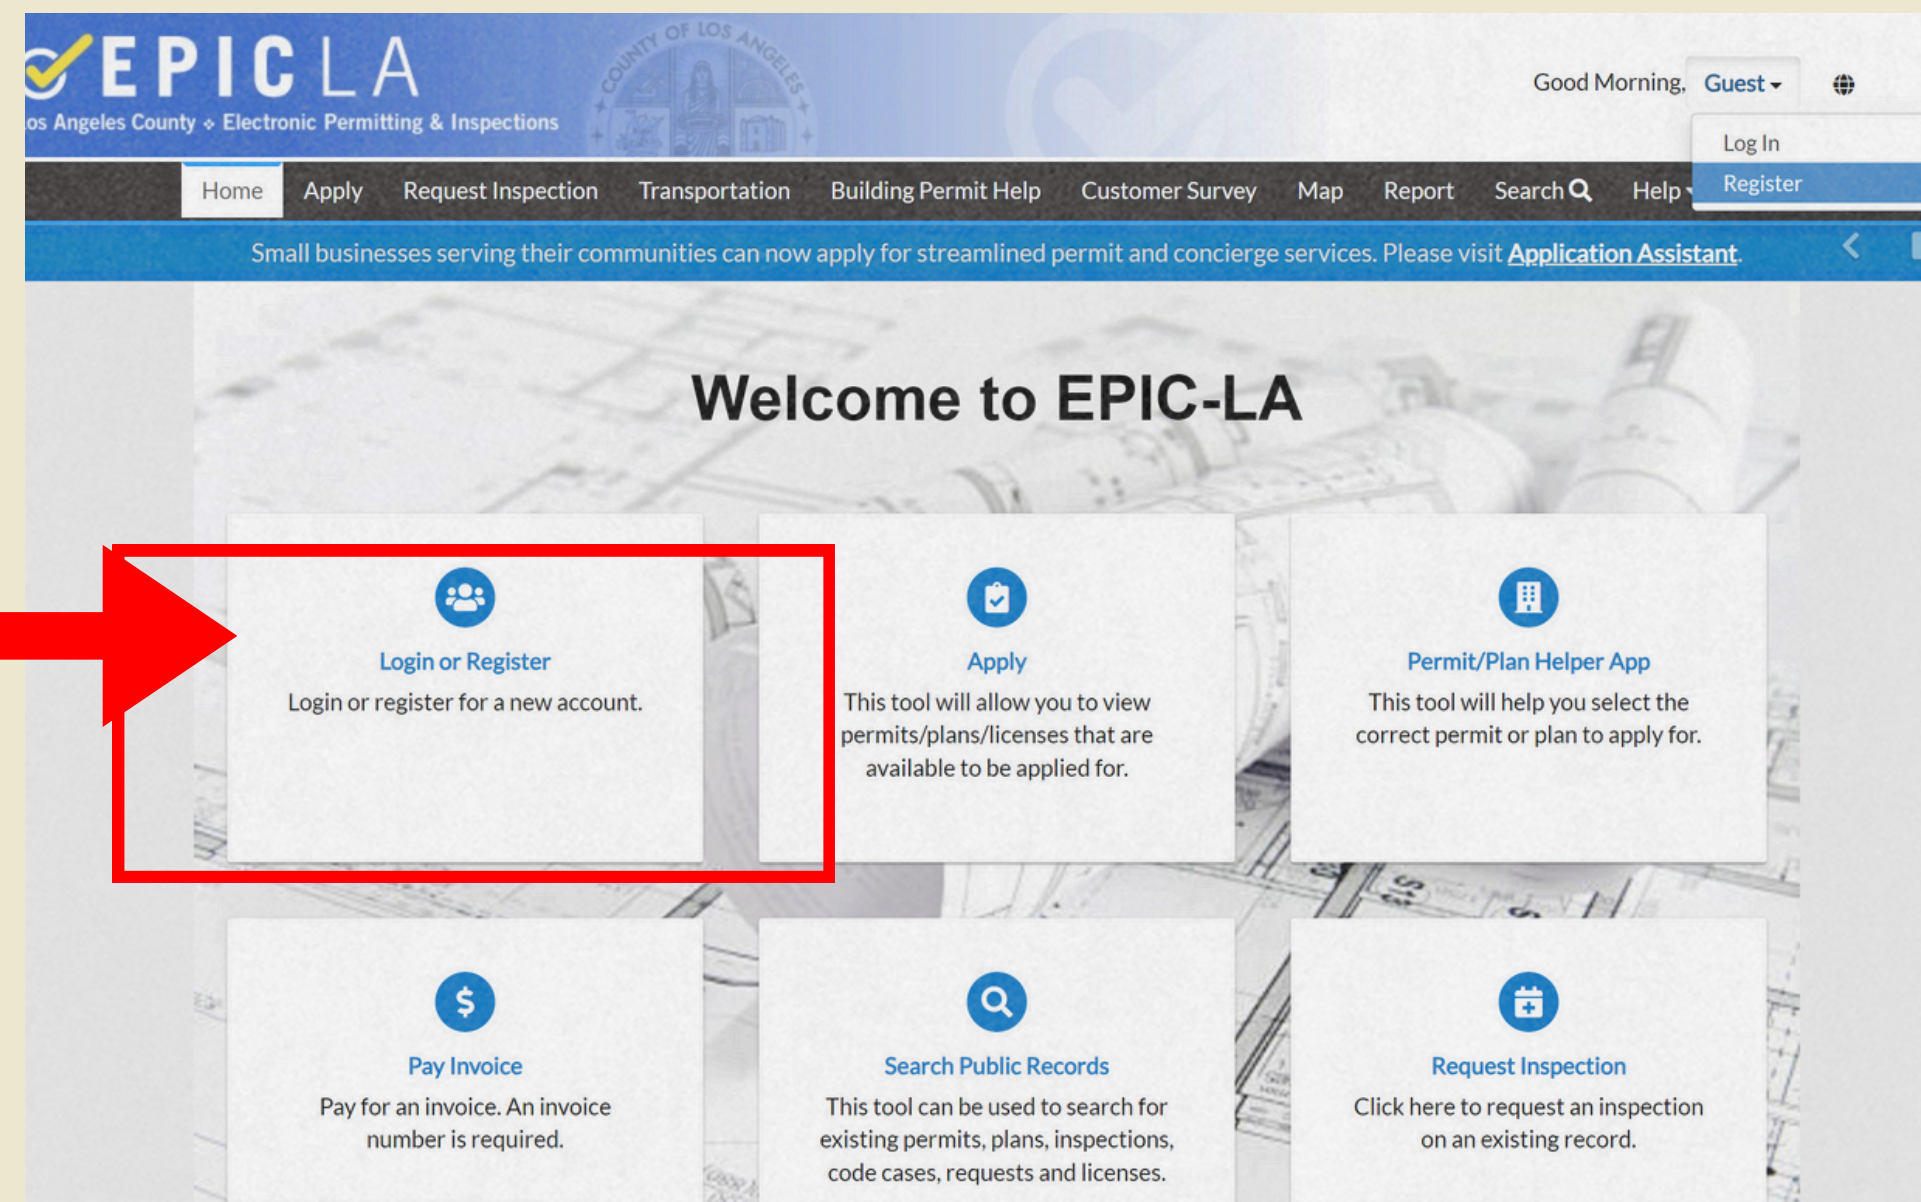 EPICLA
os Angeles County ⟡ Electronic Permitting & Inspections
COUNTY OF LOS ANGELES
Good Morning, Guest
Log In
Register
Home Apply Request Inspection Transportation Building Permit Help Customer Survey Map Report Search Help
Small businesses serving their communities can now apply for streamlined permit and concierge services. Please visit Application Assistant.
Welcome to EPIC-LA
Login or Register
Login or register for a new account.
Apply
This tool will allow you to view
permits/plans/licenses that are
available to be applied for.
Permit/Plan Helper App
This tool will help you select the
correct permit or plan to apply for.
Pay Invoice
Pay for an invoice. An invoice
number is required.
Search Public Records
This tool can be used to search for
existing permits, plans, inspections,
code cases, requests and licenses.
Request Inspection
Click here to request an inspection
on an existing record.